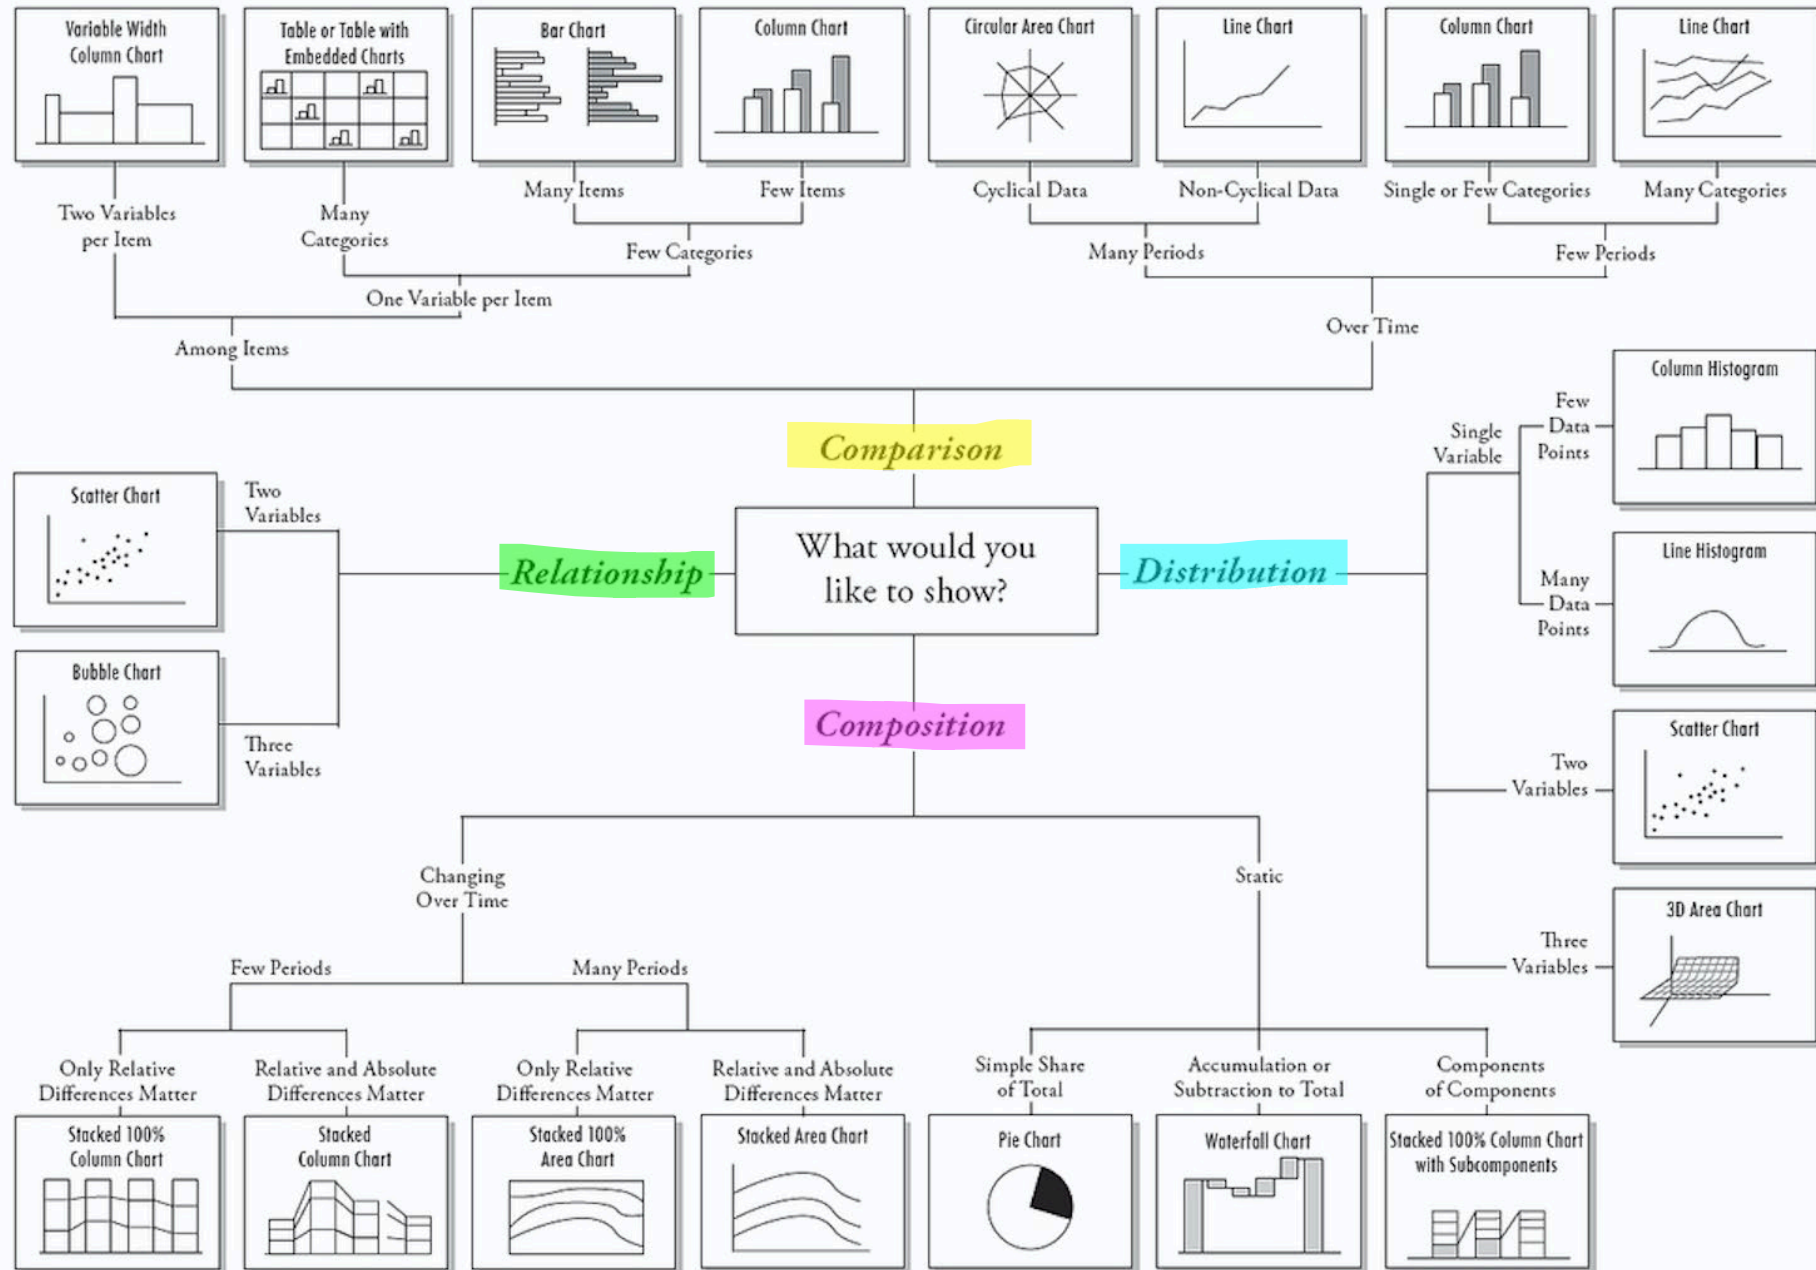 Variable Width
Column Chart
Table or Table with
Embedded Charts
Bar Chart
Column Chart
Circular Area Chart
Line Chart
Column Chart
Line Chart
Two Variables
per Item
Many
Categories
Many Items
Few Items
Cyclical Data
Non-Cyclical Data
Single or Few Categories
Many Categories
Few Categories
Many Periods
Few Periods
One Variable per Item
Over Time
Among Items
Comparison
What would you
like to show?
Relationship
Two
Variables
Scatter Chart
Three
Variables
Bubble Chart
Distribution
Single
Variable
Few
Data
Points
Column Histogram
Many
Data
Points
Line Histogram
Two
Variables
Scatter Chart
Three
Variables
3D Area Chart
Composition
Changing
Over Time
Static
Few Periods
Many Periods
Only Relative
Differences Matter
Relative and Absolute
Differences Matter
Only Relative
Differences Matter
Relative and Absolute
Differences Matter
Simple Share
of Total
Accumulation or
Subtraction to Total
Components
of Components
Stacked 100%
Column Chart
Stacked
Column Chart
Stacked 100%
Area Chart
Stacked Area Chart
Pie Chart
Waterfall Chart
Stacked 100% Column Chart
with Subcomponents